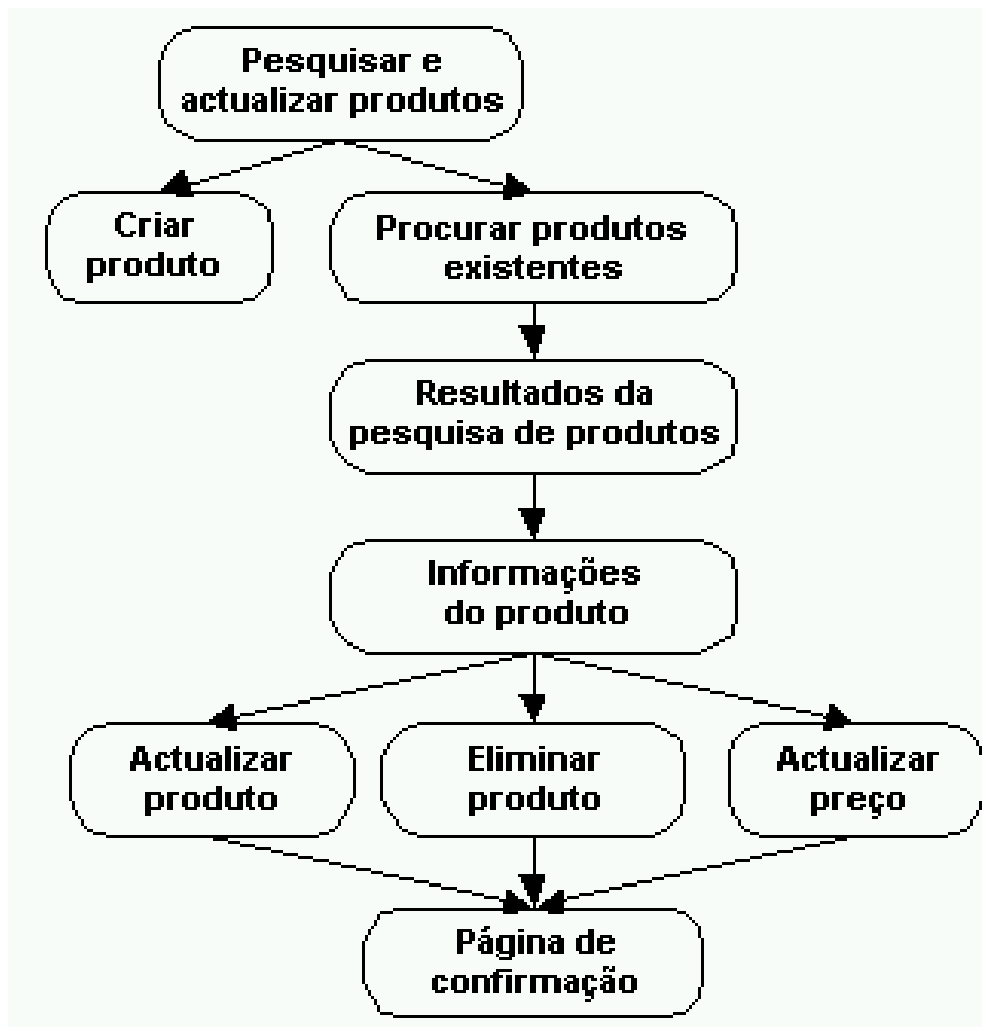 Pesquisar e
actualizar produtos
Criar
produto
Procurar produtos
existentes
Resultados da
pesquisa de produtos
Informações
do produto
Actualizar
produto
Eliminar
produto
Actualizar
preço
Página de
confirmação